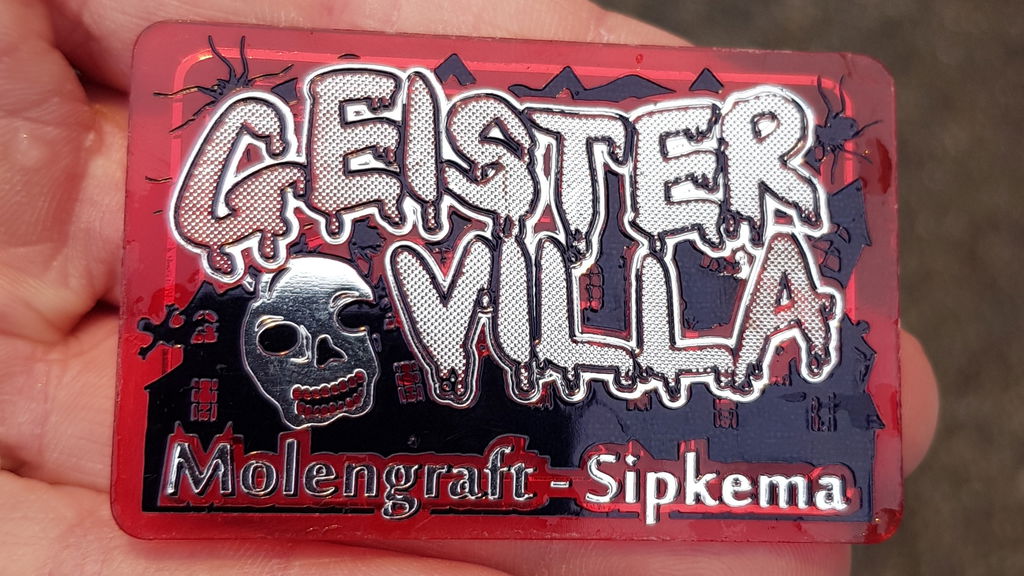 GEISTER
VILLA
Molengraft - Sipkema